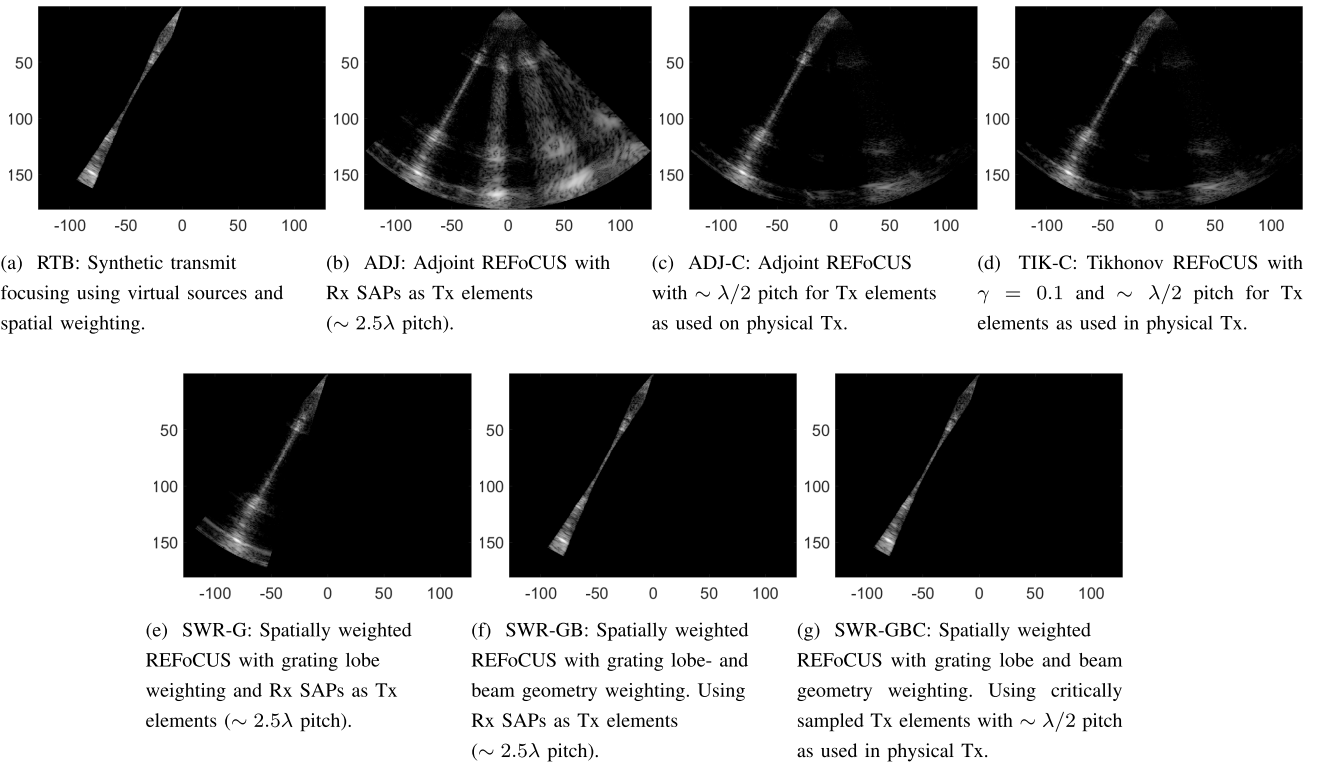 50
100
150
-100 -50 0 50 100
50
100
150
-100 -50 0 50 100
50
100
150
-100 -50 0 50 100
50
100
150
-100 -50 0 50 100
(a) RTB: Synthetic transmit
focusing using virtual sources and
spatial weighting.
(b) ADJ: Adjoint REFoCUS with
Rx SAPs as Tx elements
(∼ 2.5λ pitch).
(c) ADJ-C: Adjoint REFoCUS
with ∼ λ/2 pitch for Tx elements
as used on physical Tx.
(d) TIK-C: Tikhonov REFoCUS with
γ = 0.1 and ∼ λ/2 pitch for Tx
elements as used in physical Tx.
50
100
150
-100 -50 0 50 100
50
100
150
-100 -50 0 50 100
50
100
150
-100 -50 0 50 100
(e) SWR-G: Spatially weighted
REFoCUS with grating lobe
weighting and Rx SAPs as Tx
elements (∼ 2.5λ pitch).
(f) SWR-GB: Spatially weighted
REFoCUS with grating lobe- and
beam geometry weighting. Using
Rx SAPs as Tx elements
(∼ 2.5λ pitch).
(g) SWR-GBC: Spatially weighted
REFoCUS with grating lobe and beam
geometry weighting. Using critically
sampled Tx elements with ∼ λ/2 pitch
as used in physical Tx.